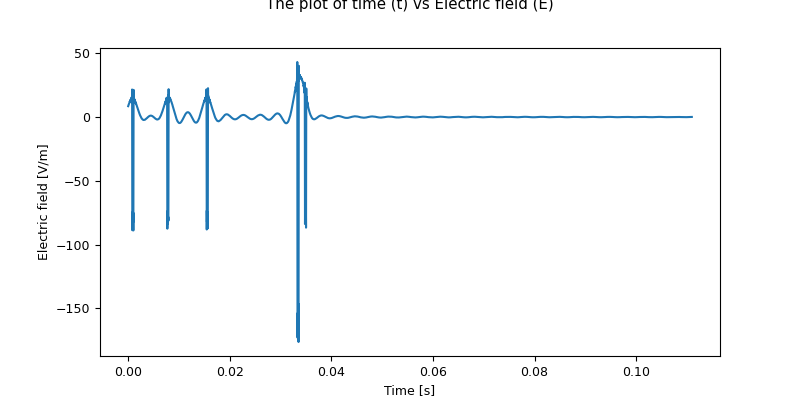 The plot of time (t) vs Electric field (E)
50
0
−50
−100
−150
Electric field [V/m]
0.00 0.02 0.04 0.06 0.08 0.10
Time [s]